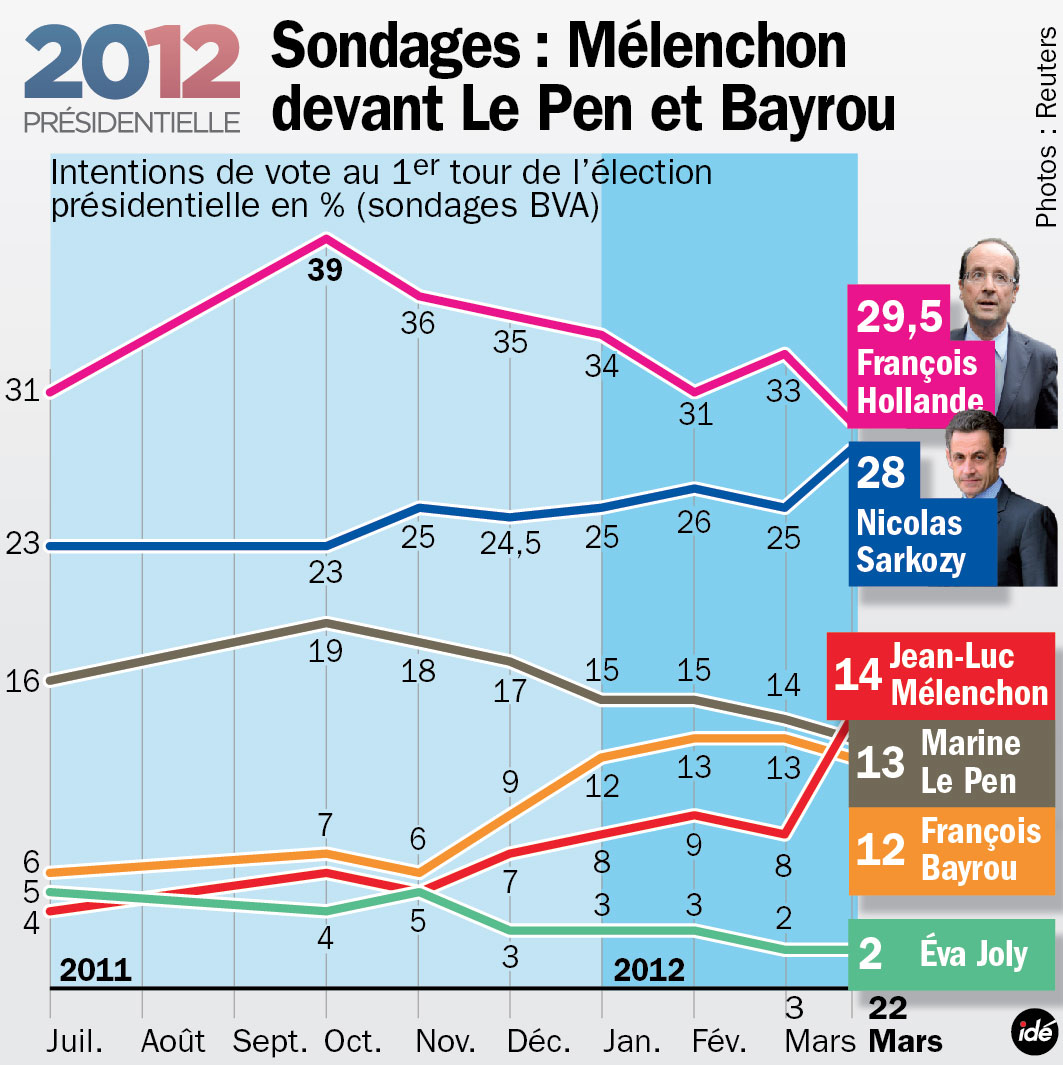 2012
PRÉSIDENTIELLE
Sondages : Mélenchon
devant Le Pen et Bayrou
Photos : Reuters
Intentions de vote au 1er tour de l’élection
présidentielle en % (sondages BVA)
31
39
36
35
34
31
33
29,5
François
Hollande
23
23
25
24,5
25
26
25
28
Nicolas
Sarkozy
16
19
18
17
15
15
14
14
Jean-Luc
Mélenchon
13
Marine
Le Pen
6
7
6
9
12
13
13
12
François
Bayrou
5
4
4
5
7
8
9
8
3
3
3
2
2
Éva Joly
2011
2012
Juil.
Août
Sept.
Oct.
Nov.
Déc.
Jan.
Fév.
3
Mars
22
Mars
idé